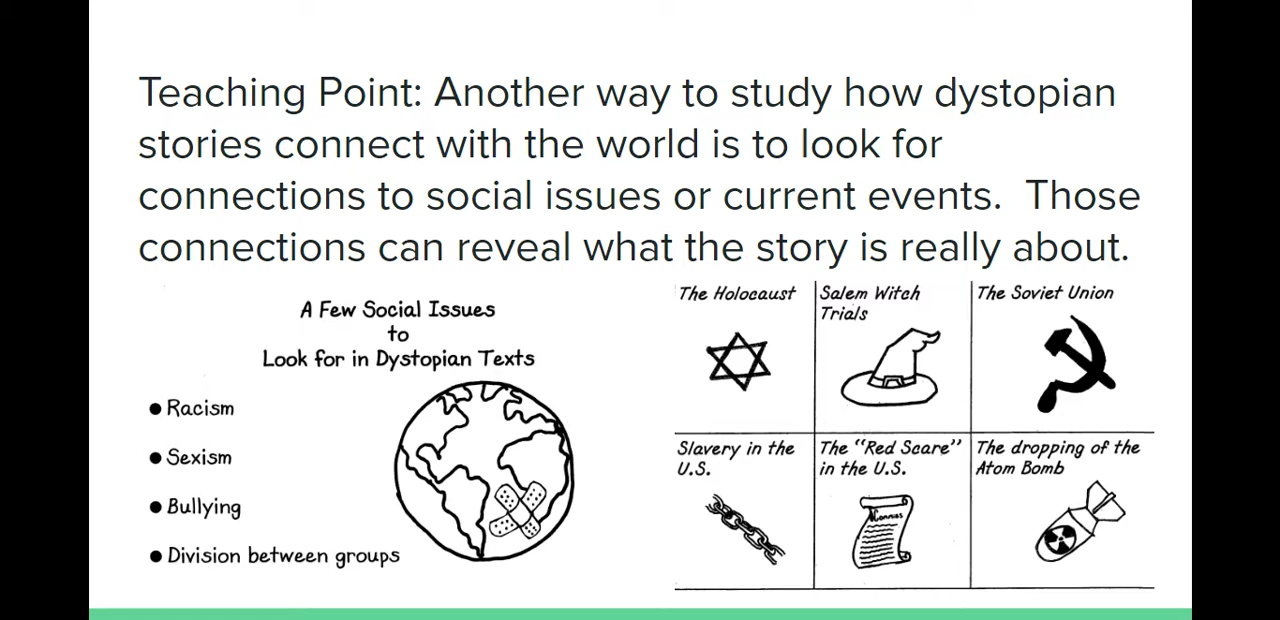 Teaching Point: Another way to study how dystopian
stories connect with the world is to look for
connections to social issues or current events.  Those
connections can reveal what the story is really about.
A Few Social Issues
to
Look for in Dystopian Texts
● Racism
● Sexism
● Bullying
● Division between groups
The Holocaust
Salem Witch
Trials
The Soviet Union
Slavery in the
U.S.
The "Red Scare"
in the U.S.
The dropping of the
Atom Bomb